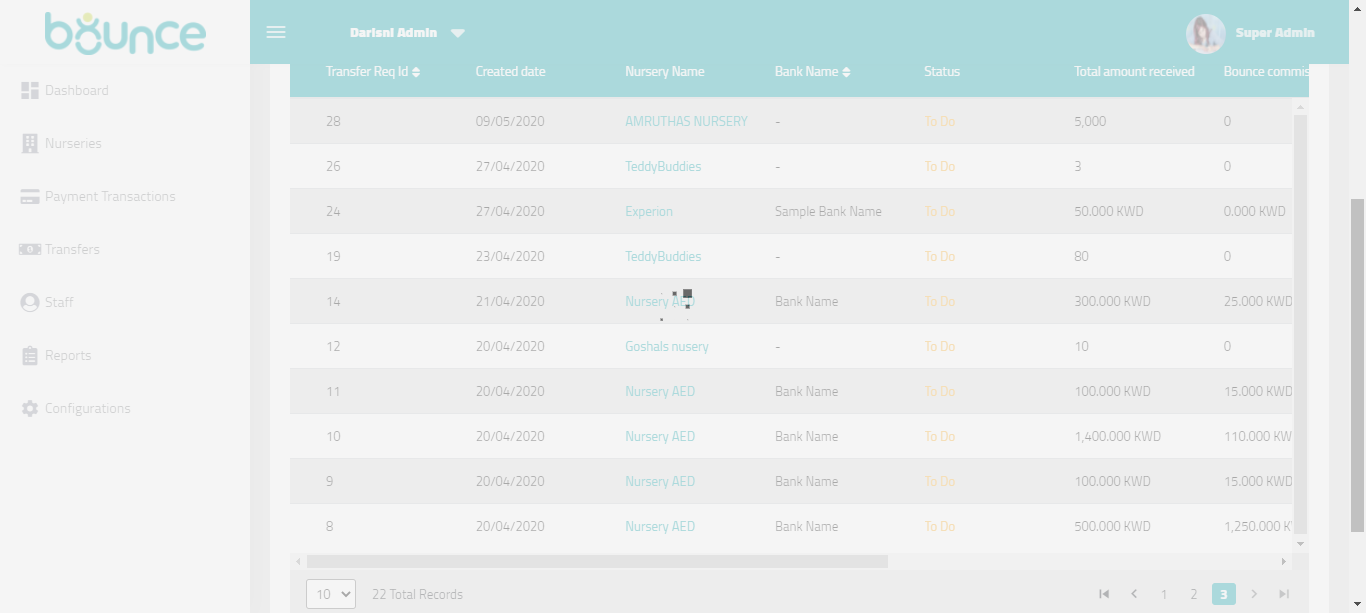 bounce
Darisni Admin
Super Admin
Dashboard
Nurseries
Payment Transactions
Transfers
Staff
Reports
Configurations
Transfer Req Id Created date Nursery Name Bank Name Status Total amount received Bounce commis
28 09/05/2020 AMRUTHAS NURSERY - To Do 5,000 0
26 27/04/2020 TeddyBuddies - To Do 3 0
24 27/04/2020 Experion Sample Bank Name To Do 50.000 KWD 0.000 KWD
19 23/04/2020 TeddyBuddies - To Do 80 0
14 21/04/2020 Nursery AED Bank Name To Do 300.000 KWD 25.000 KWD
12 20/04/2020 Goshals nusery - To Do 10 0
11 20/04/2020 Nursery AED Bank Name To Do 100.000 KWD 15.000 KWD
10 20/04/2020 Nursery AED Bank Name To Do 1,400.000 KWD 110.000 KW
9 20/04/2020 Nursery AED Bank Name To Do 100.000 KWD 15.000 KWD
8 20/04/2020 Nursery AED Bank Name To Do 500.000 KWD 1,250.000 K
10 22 Total Records 1 2 3